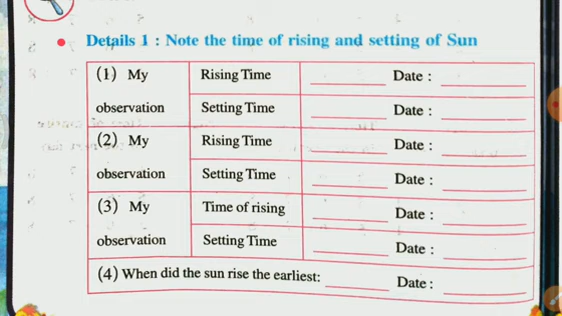 Details 1 : Note the time of rising and setting of Sun
(1) My Rising Time Date :
observation Setting Time Date :
(2) My Rising Time Date :
observation Setting Time Date :
(3) My Time of rising Date :
observation Setting Time Date :
(4) When did the sun rise the earliest: Date :